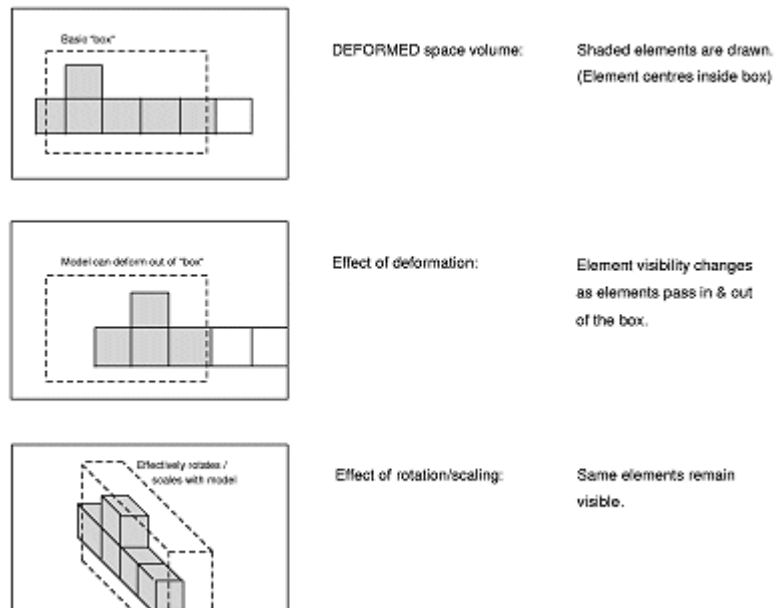 Basic "box"
DEFORMED space volume:
Shaded elements are drawn.
(Element centres inside box)
Model can deform out of "box"
Effect of deformation:
Element visibility changes
as elements pass in & out
of the box.
Effectively rotates /
scales with model
Effect of rotation/scaling:
Same elements remain
visible.